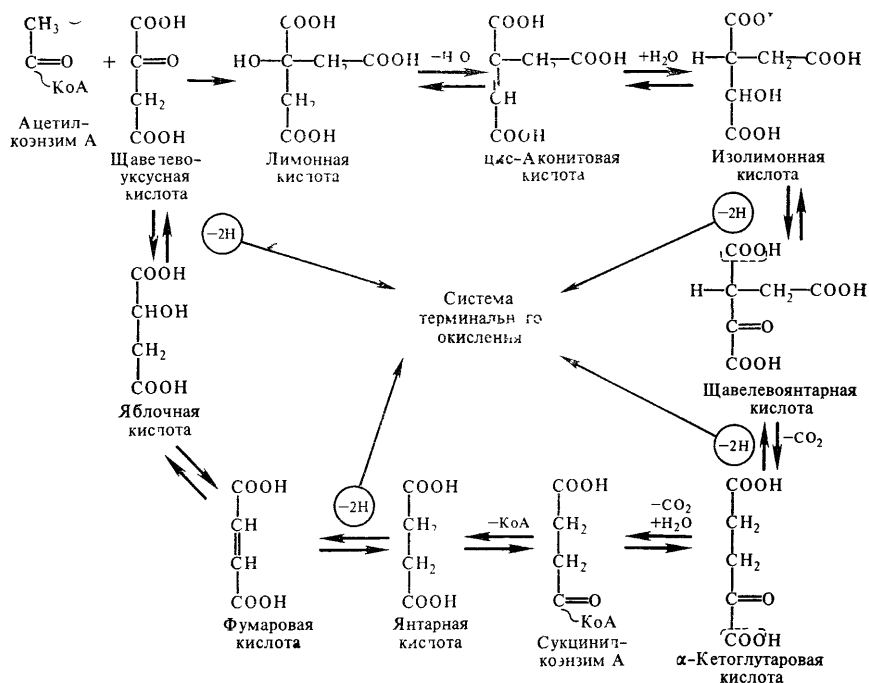 CH3
COOH
C=O
+
C=O
KoA
CH2
COOH
Ацетил-
коэнзим А
Щавелево-
уксусная
кислота
COOH
HO—C—CH2—COOH
CH2
COOH
Лимонная
кислота
COOH
C—CH2—COOH
CH
COOH
цис-Аконитовая
кислота
+H2O
H—C—CH2—COOH
CHOH
COOH
Изолимонная
кислота
−2H
−2H
COOH
H—C—CH2—COOH
C=O
COOH
Щавелевоянтарная
кислота
Система
окисления
COOH
CHOH
CH2
COOH
Яблочная
кислота
−2H
−2H
−CO2
COOH
CH
CH
COOH
Фумаровая
кислота
COOH
CH2
CH2
COOH
Янтарная
кислота
−KoA
COOH
CH2
CH2
C=O
KoA
Сукцинил-
коэнзим А
−CO2
+H2O
COOH
CH2
CH2
C=O
COOH
α-Кетоглутаровая
кислота